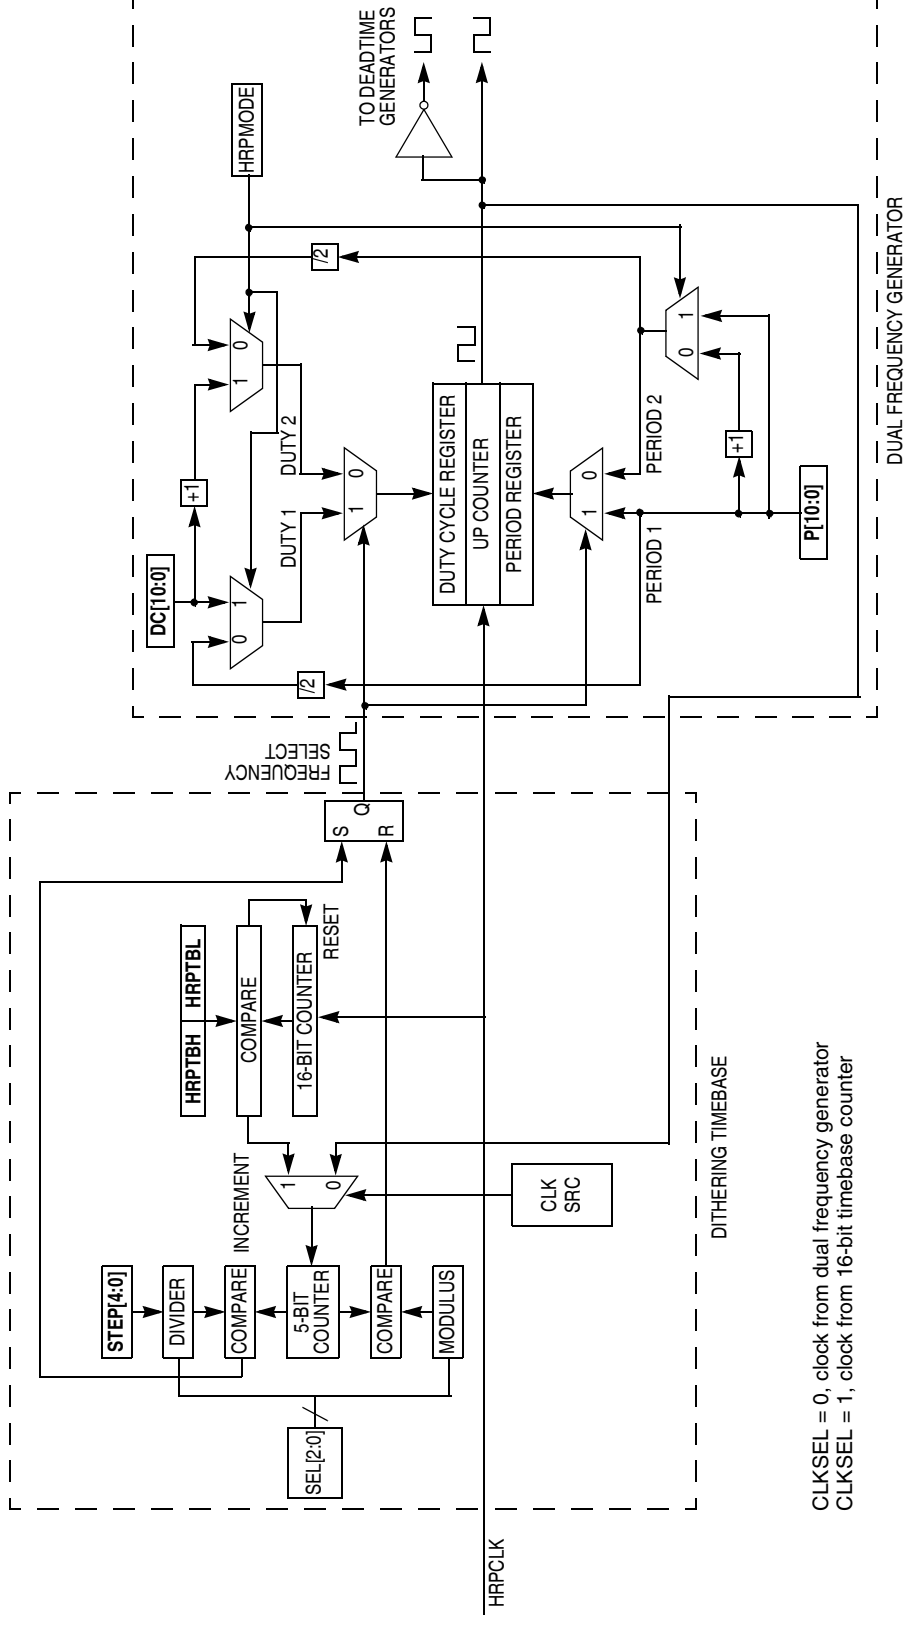 HRPCLK
SEL[2:0]
STEP[4:0]
DIVIDER
COMPARE
5-BIT
COUNTER
COMPARE
MODULUS
INCREMENT
1
0
CLK
SRC
HRPTBH
HRPTBL
COMPARE
16-BIT COUNTER
RESET
S
Q
R
FREQUENCY
SELECT
DITHERING TIMEBASE
DC[10:0]
/2
0
1
+1
1
0
/2
HRPMODE
DUTY 1
DUTY 2
1
0
DUTY CYCLE REGISTER
UP COUNTER
PERIOD REGISTER
1
0
PERIOD 1
PERIOD 2
P[10:0]
+1
0
1
TO DEADTIME
GENERATORS
DUAL FREQUENCY GENERATOR
CLKSEL = 0, clock from dual frequency generator
CLKSEL = 1, clock from 16-bit timebase counter